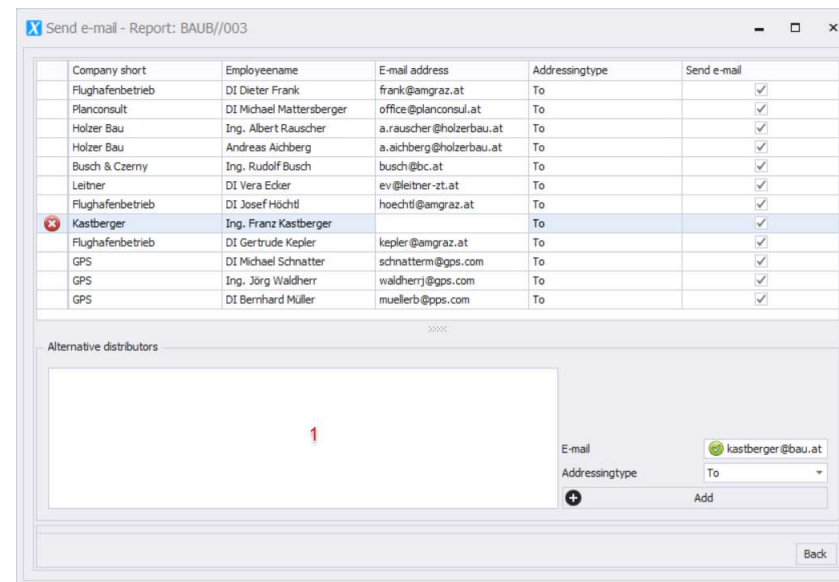 Send e-mail - Report: BAUB//003
Company short Employeename E-mail address Addressingtype Send e-mail
Flughafenbetrieb DI Dieter Frank frank@amgraz.at To
Planconsult DI Michael Mattersberger office@planconsul.at To
Holzer Bau Ing. Albert Rauscher a.rauscher@holzerbau.at To
Holzer Bau Andreas Aichberg a.aichberg@holzerbau.at To
Busch & Czerny Ing. Rudolf Busch busch@bc.at To
Leitner DI Vera Ecker ev@leitner-zt.at To
Flughafenbetrieb DI Josef Höchtl hoechtl@amgraz.at To
Kastberger Ing. Franz Kastberger To
Flughafenbetrieb DI Gertrude Kepler kepler@amgraz.at To
GPS DI Michael Schnatter schnatterm@gps.com To
GPS Ing. Jörg Waldherr waldherrj@gps.com To
GPS DI Bernhard Müller muellerb@pps.com To
Alternative distributors
1
E-mail kastberger@bau.at
Addressingtype To
Add
Back